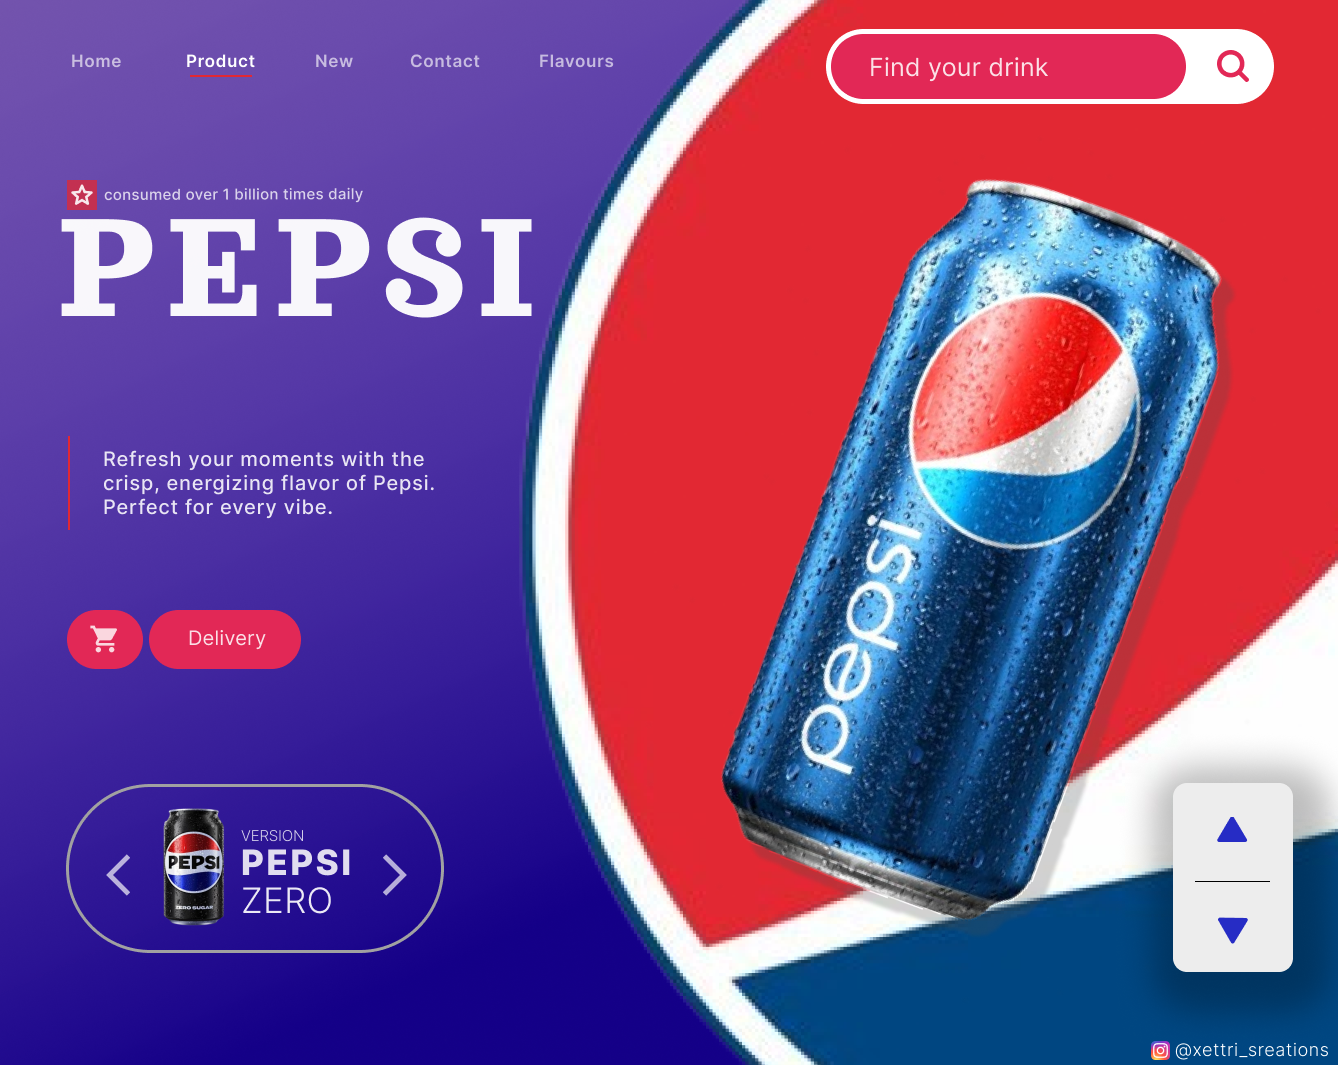 Home
Product
New
Contact
Flavours
Find your drink
consumed over 1 billion times daily
PEPSI
Refresh your moments with the
crisp, energizing flavor of Pepsi.
Perfect for every vibe.
Delivery
pepsi
PEPSI
ZERO SUGAR
VERSION
PEPSI
ZERO
@xettri_sreations